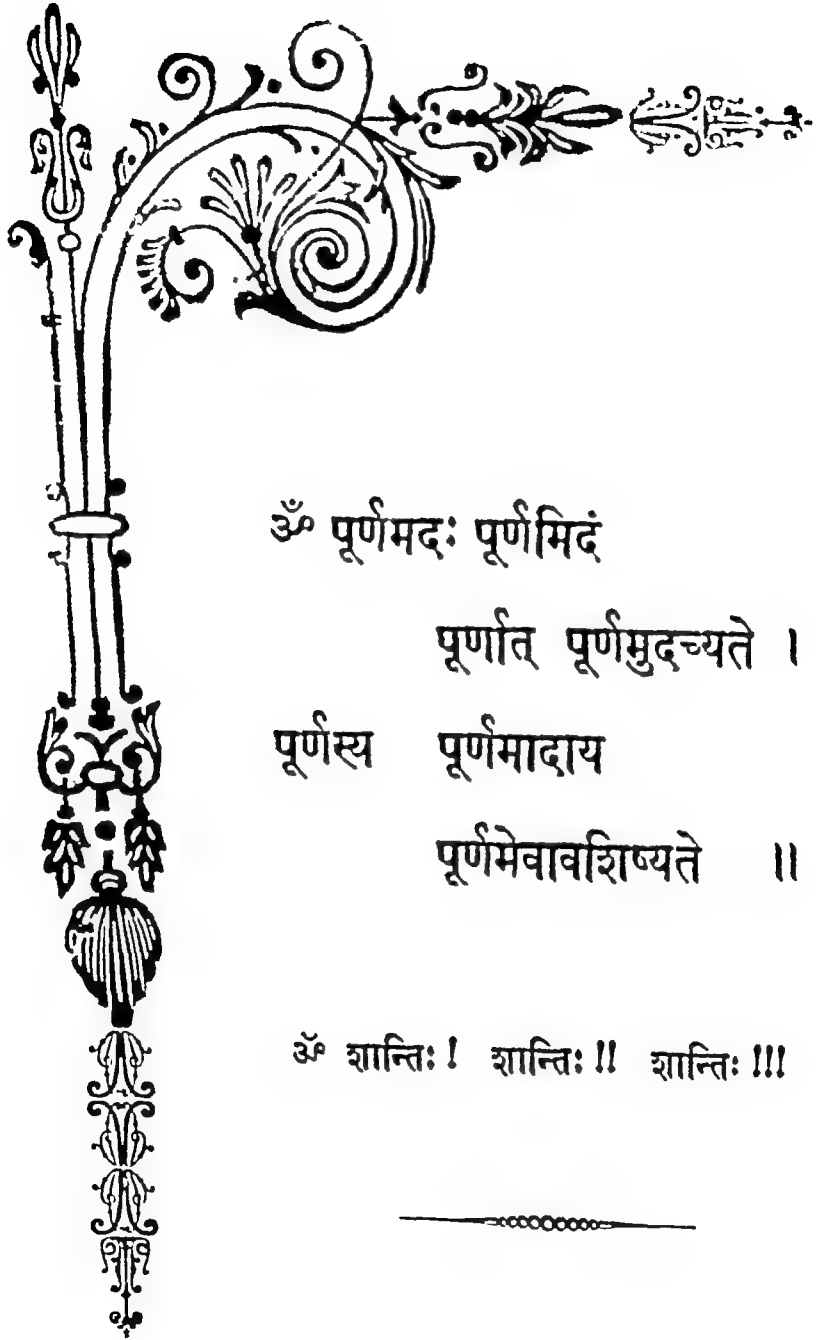 ॐ पूर्णमदः पूर्णमिदं
पूर्णात् पूर्णमुदच्यते ।
पूर्णस्य पूर्णमादाय
पूर्णमेवावशिष्यते ॥
ॐ शान्तिः ! शान्तिः !! शान्तिः !!!